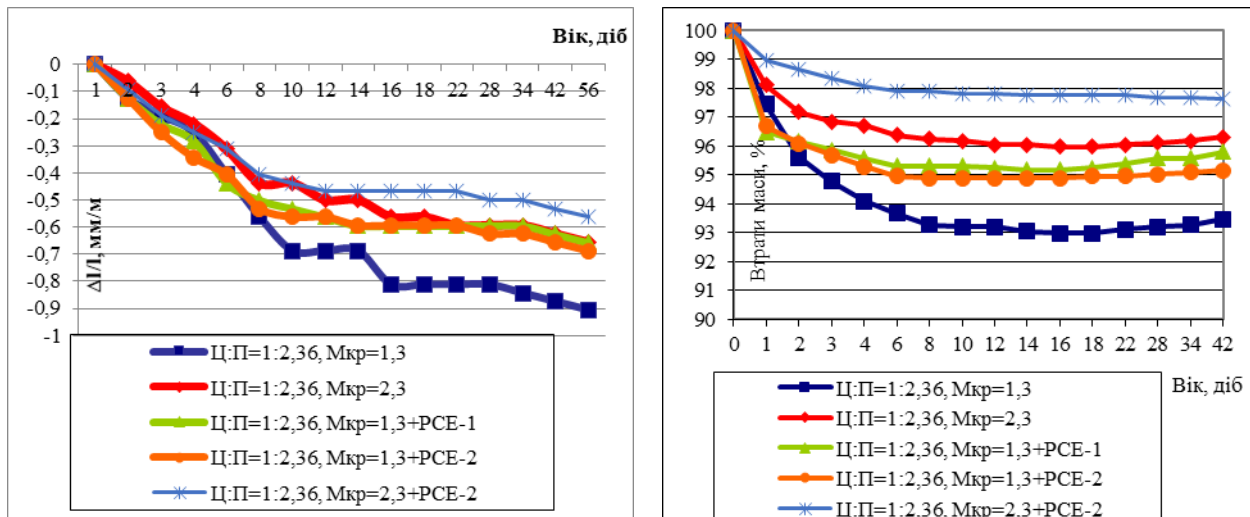 Вік, діб
0
1 2 3 4 6 8 10 12 14 16 18 22 28 34 42 56
-0,1
-0,2
-0,3
-0,4
-0,5
-0,6
-0,7
-0,8
-0,9
-1
Δl/l, мм/м
Ц:П=1:2,36, Мкр=1,3
Ц:П=1:2,36, Мкр=2,3
Ц:П=1:2,36, Мкр=1,3+РСЕ-1
Ц:П=1:2,36, Мкр=1,3+РСЕ-2
Ц:П=1:2,36, Мкр=2,3+РСЕ-2
100
99
98
97
96
95
94
93
92
91
90
Втрати маси, %
0 1 2 3 4 6 8 10 12 14 16 18 22 28 34 42
Вік, діб
Ц:П=1:2,36, Мкр=1,3
Ц:П=1:2,36, Мкр=2,3
Ц:П=1:2,36, Мкр=1,3+РСЕ-1
Ц:П=1:2,36, Мкр=1,3+РСЕ-2
Ц:П=1:2,36, Мкр=2,3+РСЕ-2